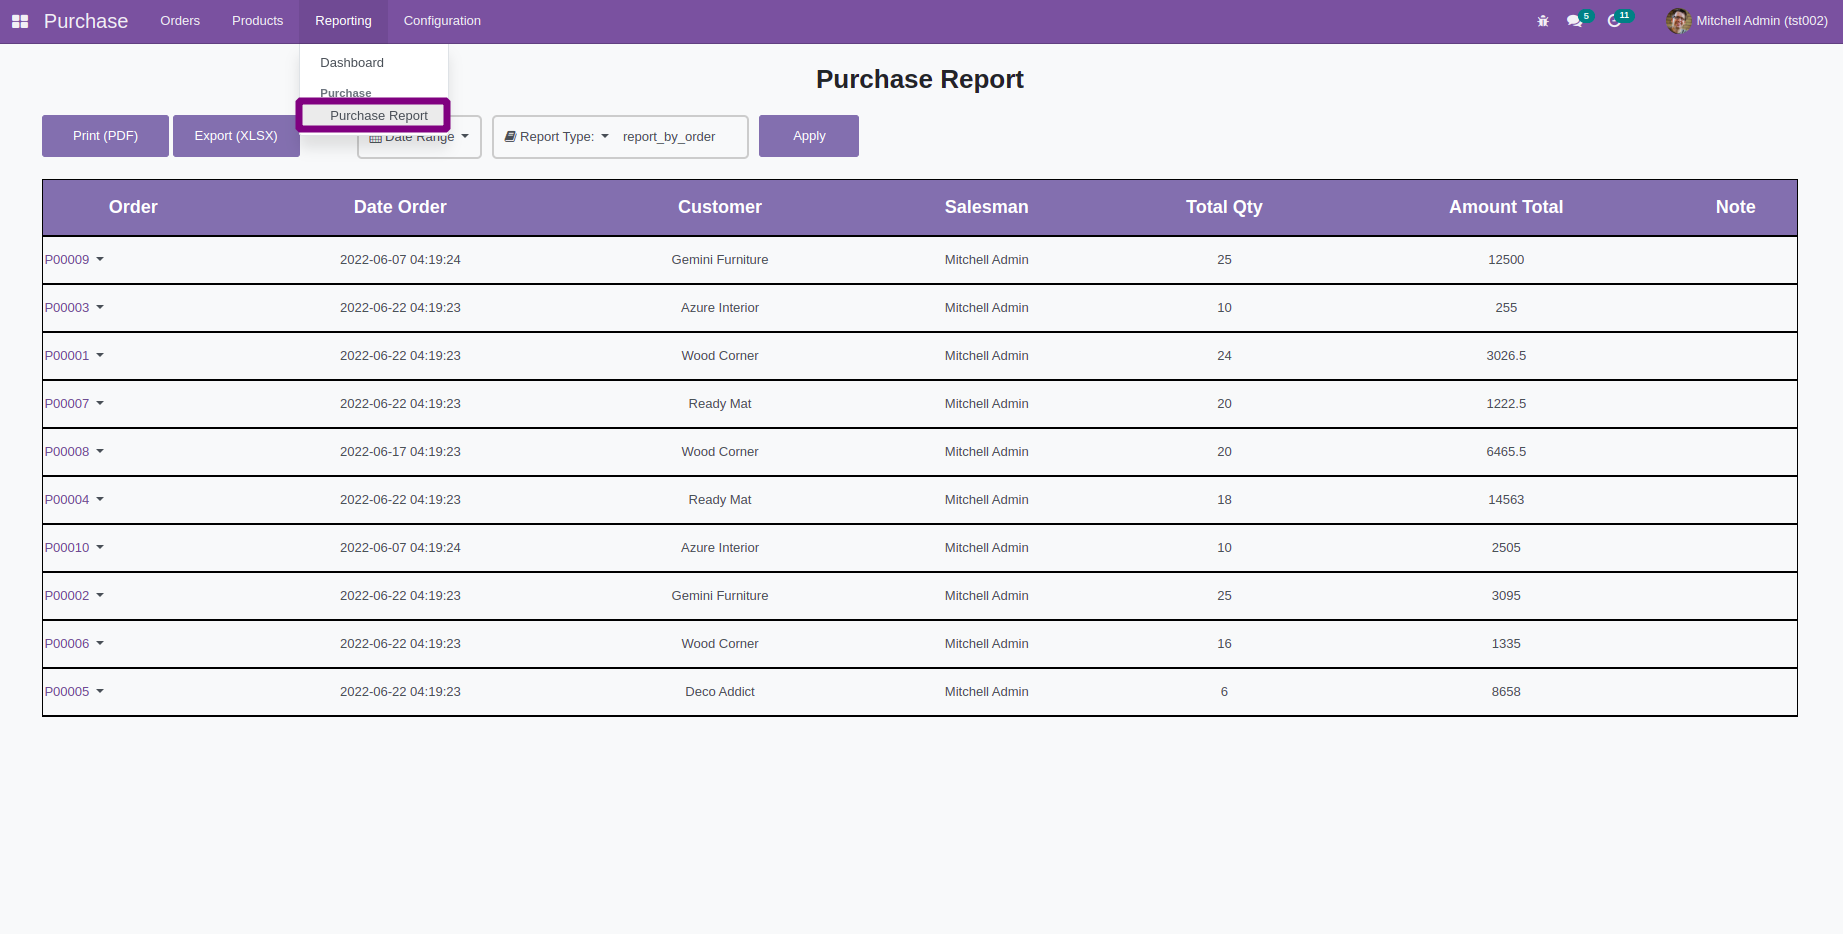 Purchase Orders Products Reporting Configuration 5 11 Mitchell Admin (tst002)
Dashboard
Purchase
Purchase Report
Purchase Report
Print (PDF) Export (XLSX) Date Range Report Type: report_by_order Apply
Order Date Order Customer Salesman Total Qty Amount Total Note
P00009 2022-06-07 04:19:24 Gemini Furniture Mitchell Admin 25 12500
P00003 2022-06-22 04:19:23 Azure Interior Mitchell Admin 10 255
P00001 2022-06-22 04:19:23 Wood Corner Mitchell Admin 24 3026.5
P00007 2022-06-22 04:19:23 Ready Mat Mitchell Admin 20 1222.5
P00008 2022-06-17 04:19:23 Wood Corner Mitchell Admin 20 6465.5
P00004 2022-06-22 04:19:23 Ready Mat Mitchell Admin 18 14563
P00010 2022-06-07 04:19:24 Azure Interior Mitchell Admin 10 2505
P00002 2022-06-22 04:19:23 Gemini Furniture Mitchell Admin 25 3095
P00006 2022-06-22 04:19:23 Wood Corner Mitchell Admin 16 1335
P00005 2022-06-22 04:19:23 Deco Addict Mitchell Admin 6 8658